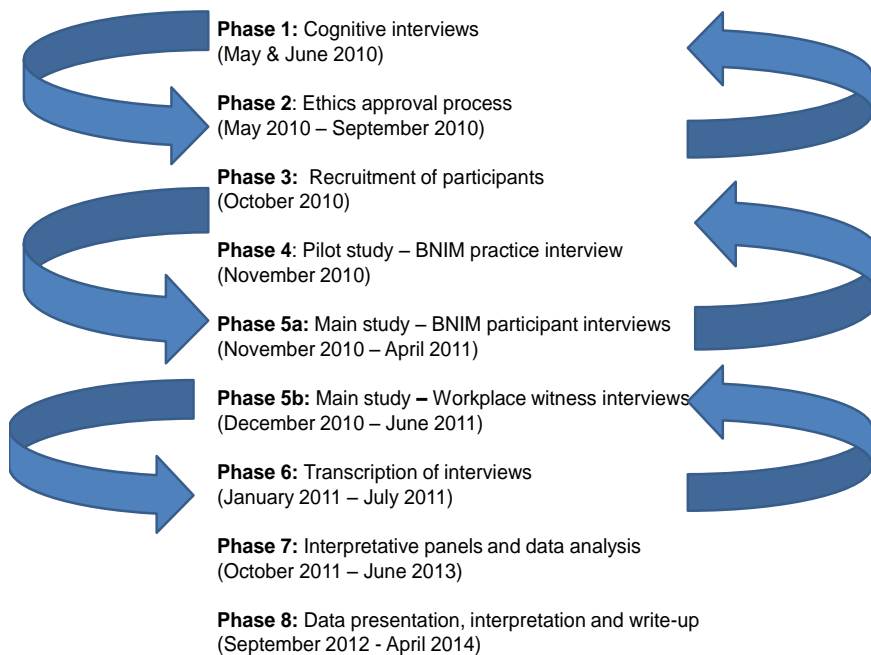 Phase 1: Cognitive interviews
(May & June 2010)
Phase 2: Ethics approval process
(May 2010 – September 2010)
Phase 3: Recruitment of participants
(October 2010)
Phase 4: Pilot study – BNIM practice interview
(November 2010)
Phase 5a: Main study – BNIM participant interviews
(November 2010 – April 2011)
Phase 5b: Main study – Workplace witness interviews
(December 2010 – June 2011)
Phase 6: Transcription of interviews
(January 2011 – July 2011)
Phase 7: Interpretative panels and data analysis
(October 2011 – June 2013)
Phase 8: Data presentation, interpretation and write-up
(September 2012 - April 2014)